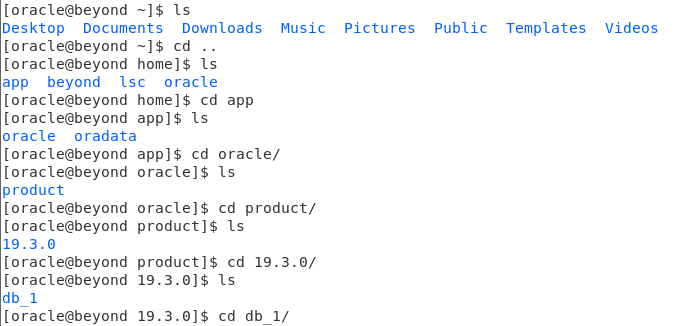 [oracle@beyond ~]$ ls
Desktop  Documents  Downloads  Music  Pictures  Public  Templates  Videos
[oracle@beyond ~]$ cd ..
[oracle@beyond home]$ ls
app  beyond  lsc  oracle
[oracle@beyond home]$ cd app
[oracle@beyond app]$ ls
oracle  oradata
[oracle@beyond app]$ cd oracle/
[oracle@beyond oracle]$ ls
product
[oracle@beyond oracle]$ cd product/
[oracle@beyond product]$ ls
19.3.0
[oracle@beyond product]$ cd 19.3.0/
[oracle@beyond 19.3.0]$ ls
db_1
[oracle@beyond 19.3.0]$ cd db_1/